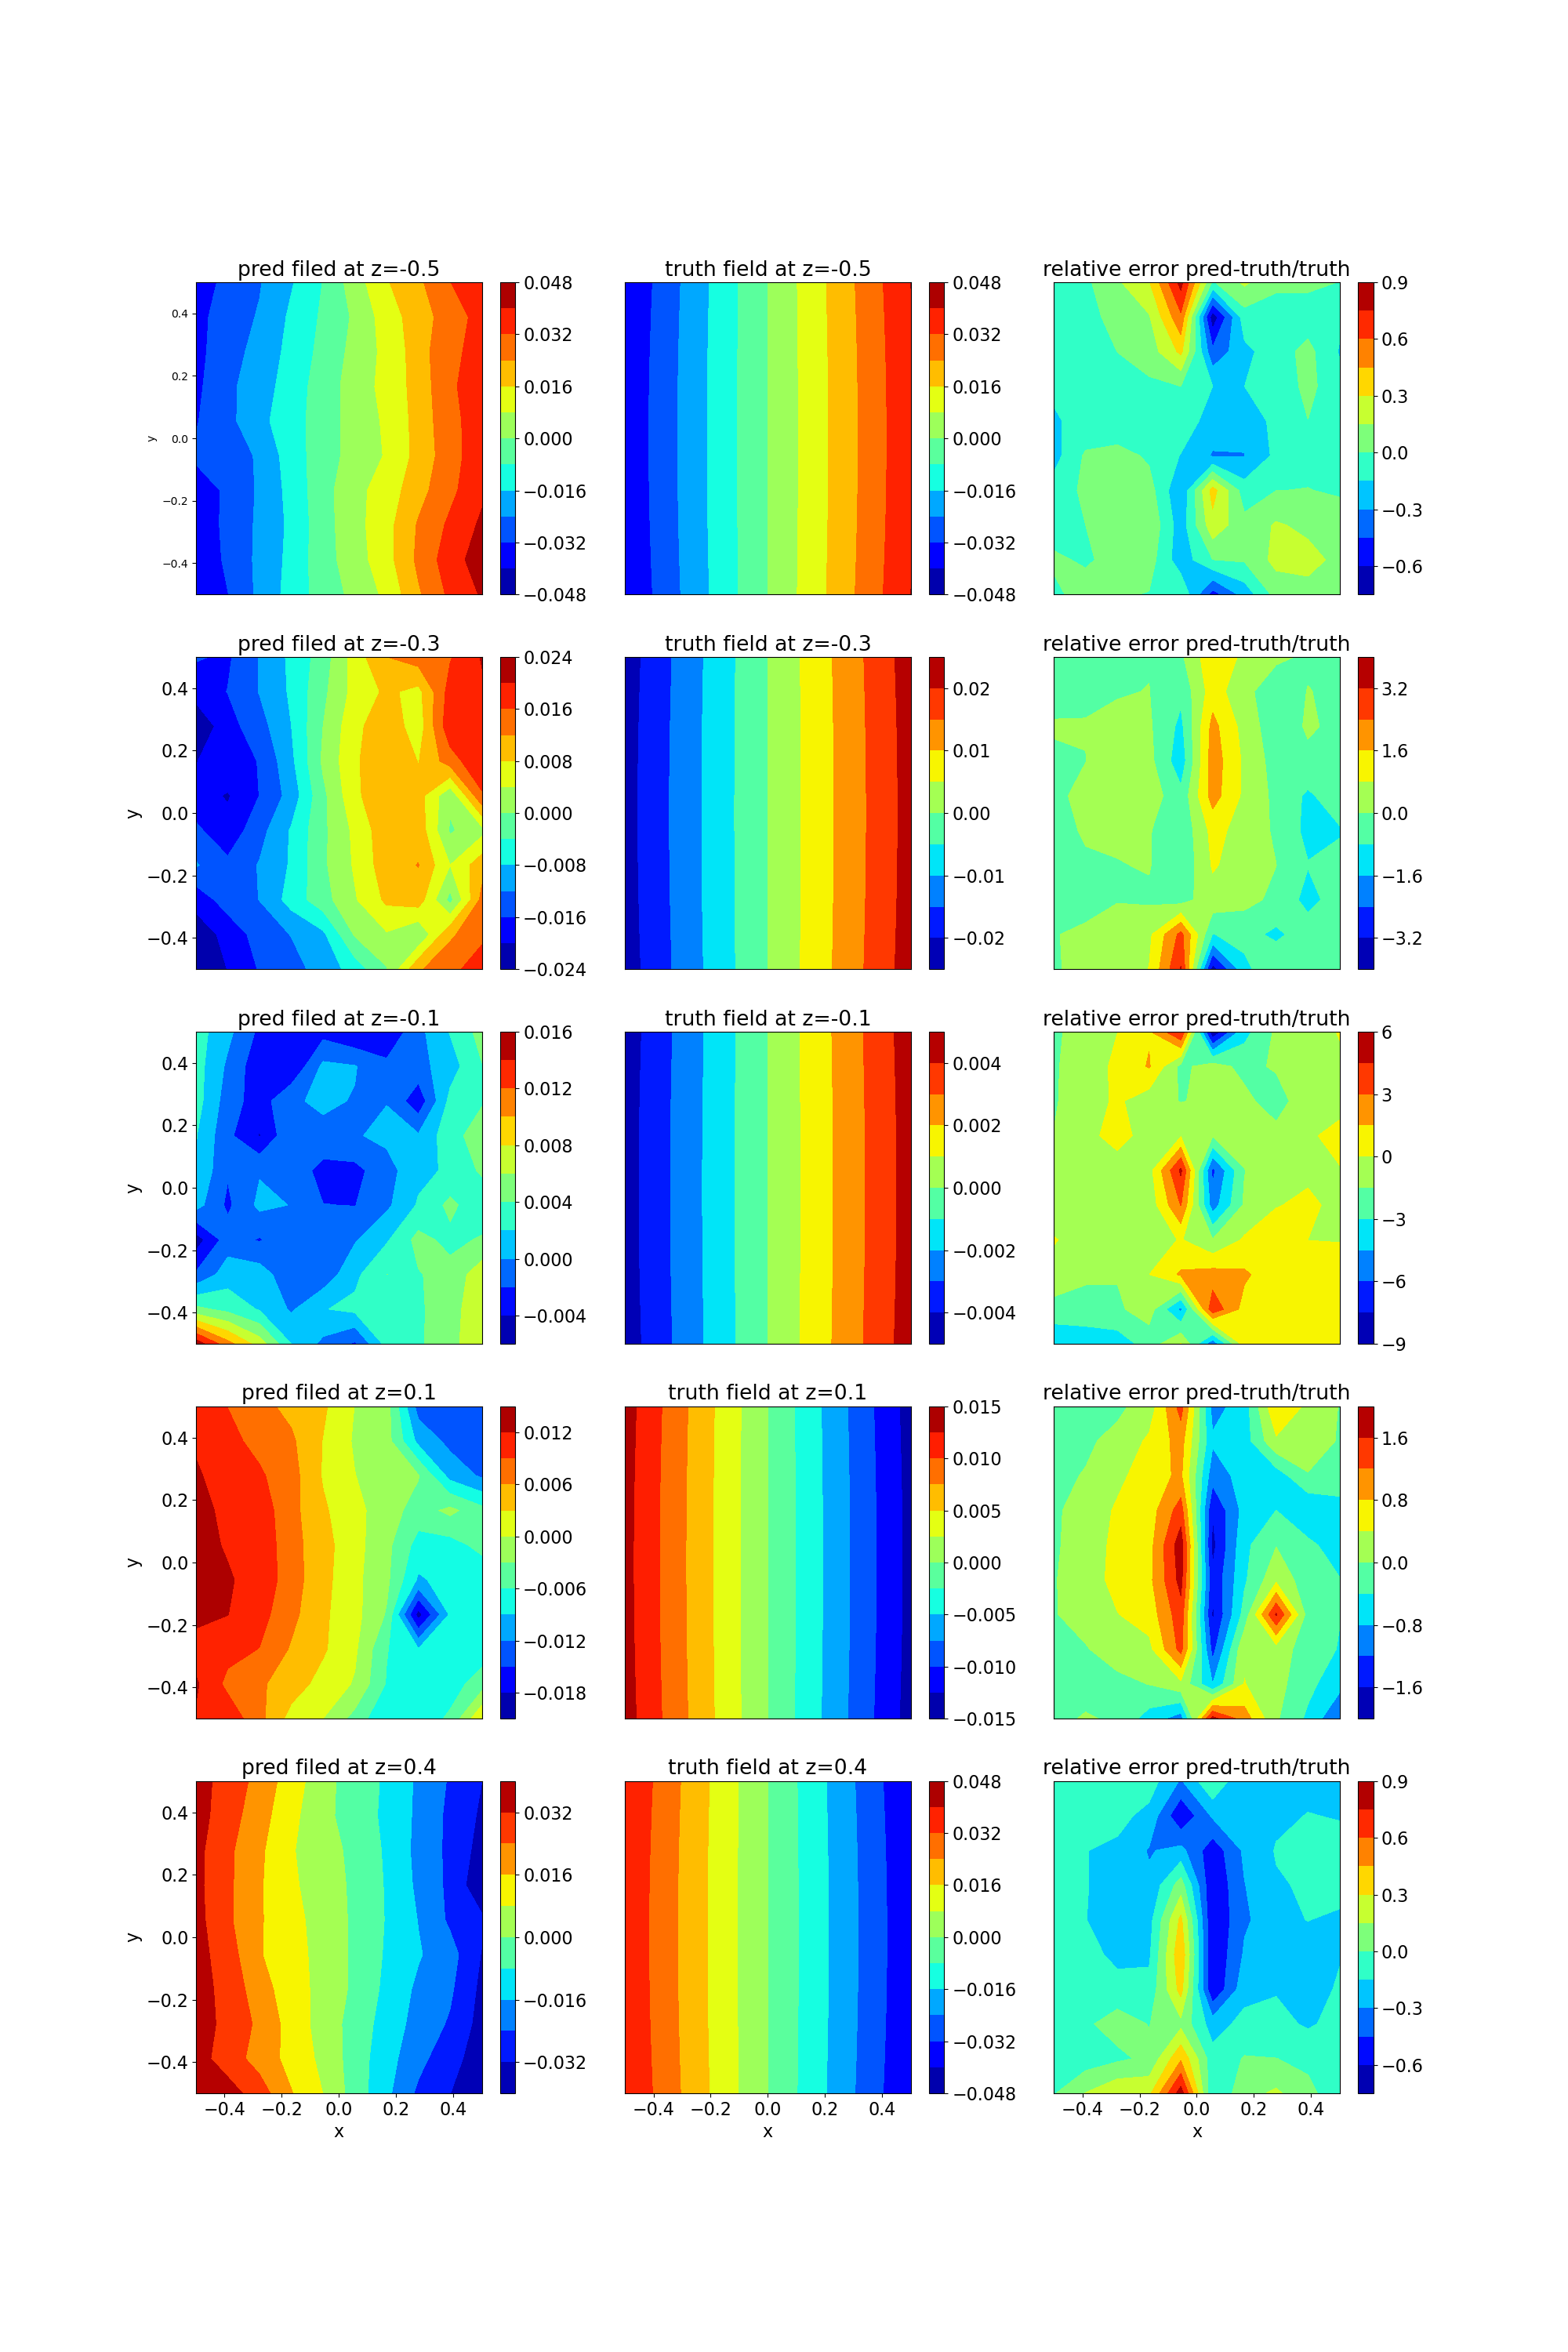 pred filed at z=-0.5 truth field at z=-0.5 relative error pred-truth/truth
0.4 0.2 0.0 −0.2 −0.4
y
0.048 0.032 0.016 0.000 −0.016 −0.032 −0.048
0.048 0.032 0.016 0.000 −0.016 −0.032 −0.048
0.9 0.6 0.3 0.0 −0.3 −0.6
pred filed at z=-0.3 truth field at z=-0.3 relative error pred-truth/truth
0.4 0.2 0.0 −0.2 −0.4
y
0.024 0.016 0.008 0.000 −0.008 −0.016 −0.024
0.02 0.01 0.00 −0.01 −0.02
3.2 1.6 0.0 −1.6 −3.2
pred filed at z=-0.1 truth field at z=-0.1 relative error pred-truth/truth
0.4 0.2 0.0 −0.2 −0.4
y
0.016 0.012 0.008 0.004 0.000 −0.004
0.004 0.002 0.000 −0.002 −0.004
6 3 0 −3 −6 −9
pred filed at z=0.1 truth field at z=0.1 relative error pred-truth/truth
0.4 0.2 0.0 −0.2 −0.4
y
0.012 0.006 0.000 −0.006 −0.012 −0.018
0.015 0.010 0.005 0.000 −0.005 −0.010 −0.015
1.6 0.8 0.0 −0.8 −1.6
pred filed at z=0.4 truth field at z=0.4 relative error pred-truth/truth
0.4 0.2 0.0 −0.2 −0.4
y
0.032 0.016 0.000 −0.016 −0.032
0.048 0.032 0.016 0.000 −0.016 −0.032 −0.048
0.9 0.6 0.3 0.0 −0.3 −0.6
−0.4 −0.2 0.0 0.2 0.4 −0.4 −0.2 0.0 0.2 0.4 −0.4 −0.2 0.0 0.2 0.4
x x x